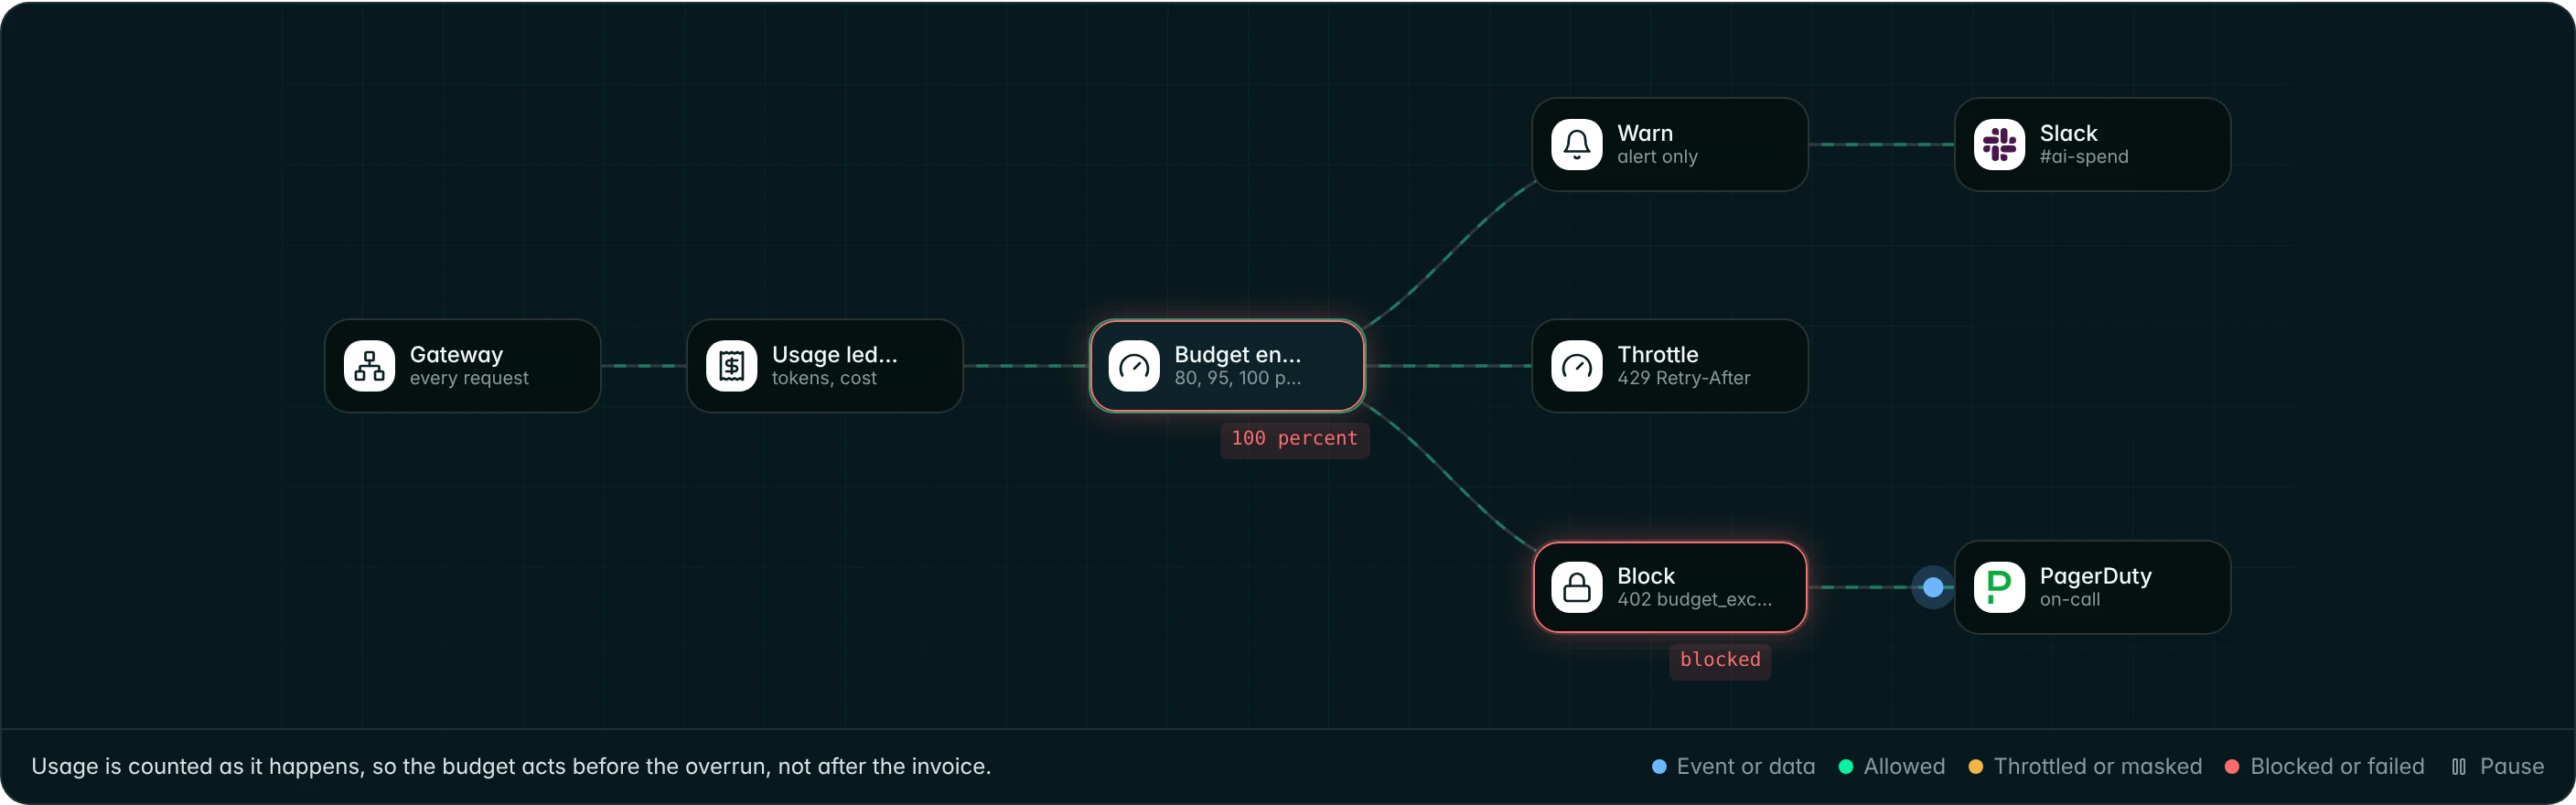 Warn
alert only
Slack
#ai-spend
Gateway
every request
Usage led...
tokens, cost
Budget en...
80, 95, 100 p...
Throttle
429 Retry-After
100 percent
Block
402 budget_exc...
PagerDuty
on-call
blocked
Usage is counted as it happens, so the budget acts before the overrun, not after the invoice.
Event or data
Allowed
Throttled or masked
Blocked or failed
Pause